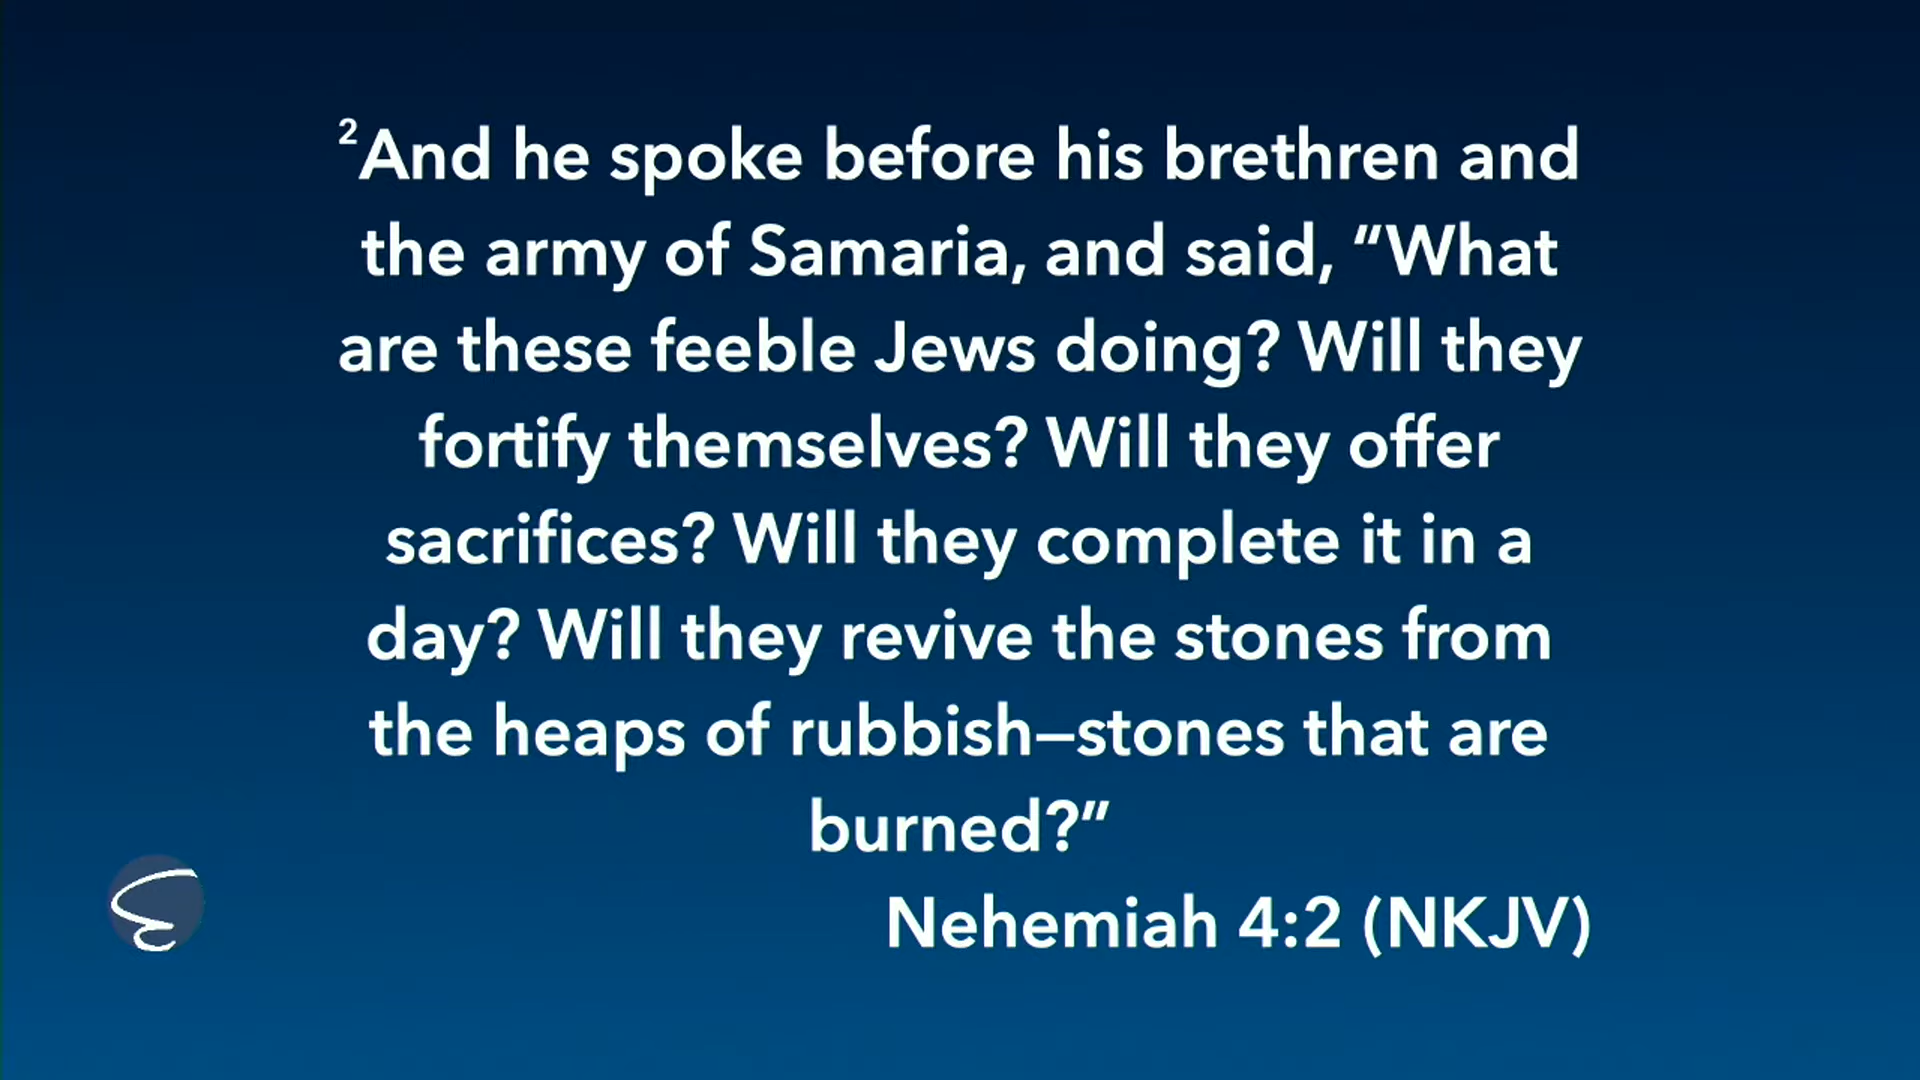 ²And he spoke before his brethren and
the army of Samaria, and said, “What
are these feeble Jews doing? Will they
fortify themselves? Will they offer
sacrifices? Will they complete it in a
day? Will they revive the stones from
the heaps of rubbish—stones that are
burned?”
Nehemiah 4:2 (NKJV)